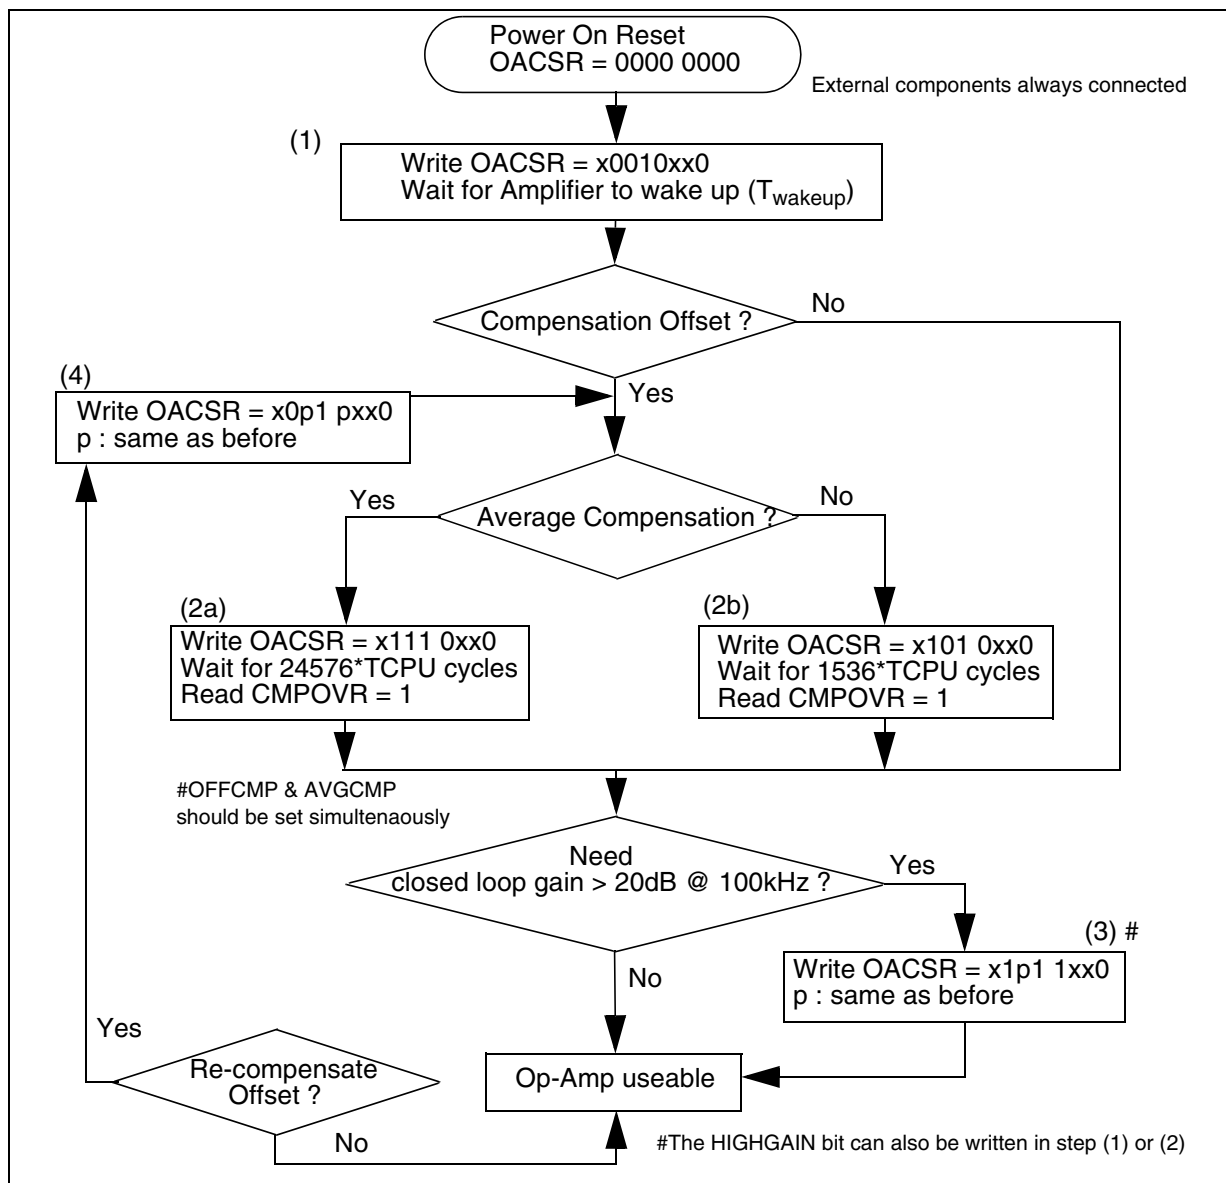 Power On Reset
OACSR = 0000 0000
External components always connected
(1)
Write OACSR = x0010xx0
Wait for Amplifier to wake up (Twakeup)
Compensation Offset ?
No
Yes
(4)
Write OACSR = x0p1 pxx0
p : same as before
Average Compensation ?
Yes
No
(2a)
Write OACSR = x111 0xx0
Wait for 24576*TCPU cycles
Read CMPOVR = 1
(2b)
Write OACSR = x101 0xx0
Wait for 1536*TCPU cycles
Read CMPOVR = 1
#OFFCMP & AVGCMP
should be set simultenaously
Need
closed loop gain > 20dB @ 100kHz ?
Yes
No
(3) #
Write OACSR = x1p1 1xx0
p : same as before
Yes
Re-compensate
Offset ?
No
Op-Amp useable
#The HIGHGAIN bit can also be written in step (1) or (2)